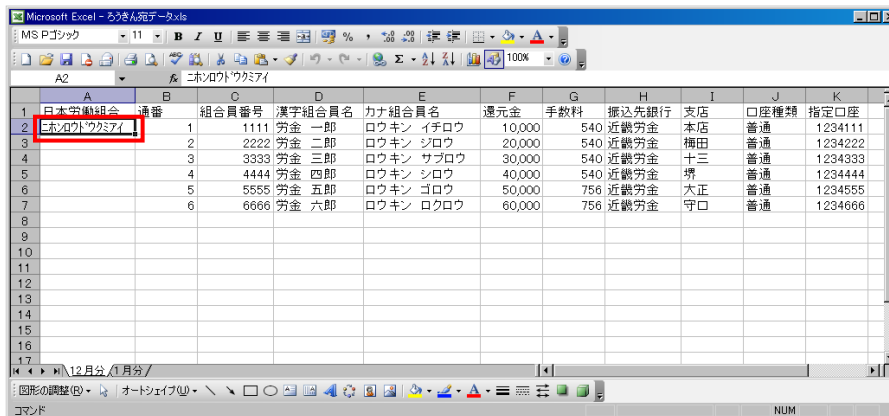 Microsoft Excel - ろうきん宛データ.xls
MS Pゴシック 11 B I U %
100%
A2 fx ニホンロウドウクミアイ
A B C D E F G H I J K
1 日本労働組合 通番 組合員番号 漢字組合員名 カナ組合員名 還元金 手数料 振込先銀行 支店 口座種類 指定口座
2 ニホンロウドウクミアイ 1 1111 労金 一郎 ロウキン イチロウ 10,000 540 近畿労金 本店 普通 1234111
3 2 2222 労金 二郎 ロウキン ジロウ 20,000 540 近畿労金 梅田 普通 1234222
4 3 3333 労金 三郎 ロウキン サブロウ 30,000 540 近畿労金 十三 普通 1234333
5 4 4444 労金 四郎 ロウキン シロウ 40,000 540 近畿労金 堺 普通 1234444
6 5 5555 労金 五郎 ロウキン ゴロウ 50,000 756 近畿労金 大正 普通 1234555
7 6 6666 労金 六郎 ロウキン ロクロウ 60,000 756 近畿労金 守口 普通 1234666
8
9
10
11
12
13
14
15
16
17
12月分 1月分
図形の調整(R) オートシェイプ(U)
コマンド NUM